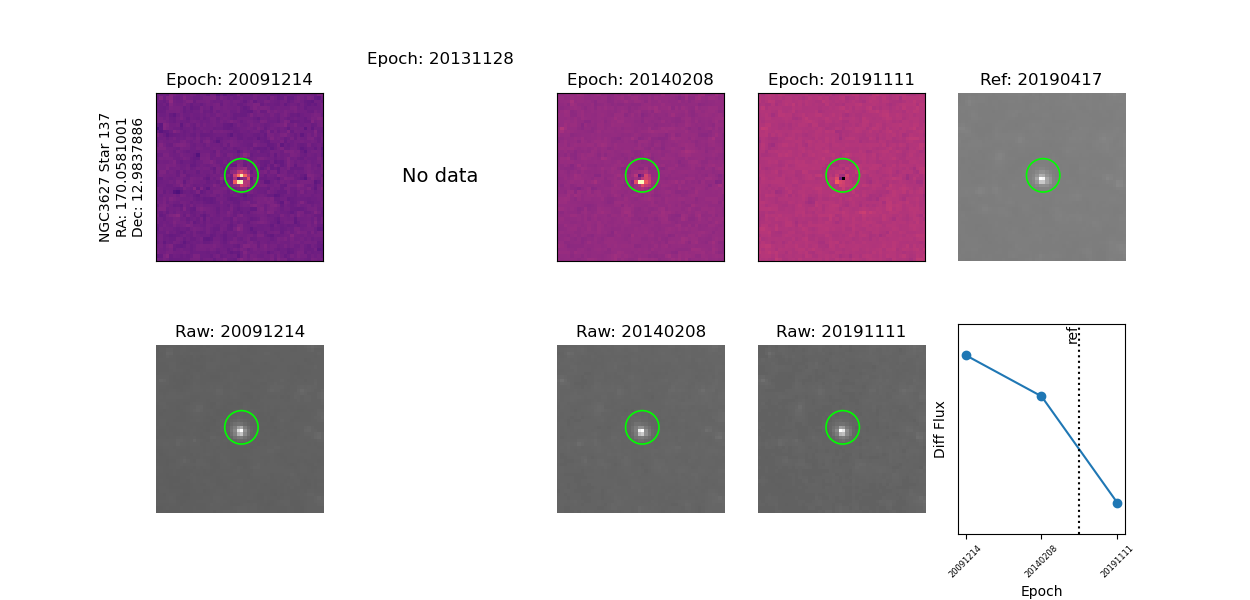 Epoch: 20131128
Epoch: 20091214
Epoch: 20140208
Epoch: 20191111
Ref: 20190417
NGC3627 Star 137
RA: 170.0581001
Dec: 12.9837886
No data
Raw: 20091214
Raw: 20140208
Raw: 20191111
ref
Diff Flux
20091214
20140208
20191111
Epoch